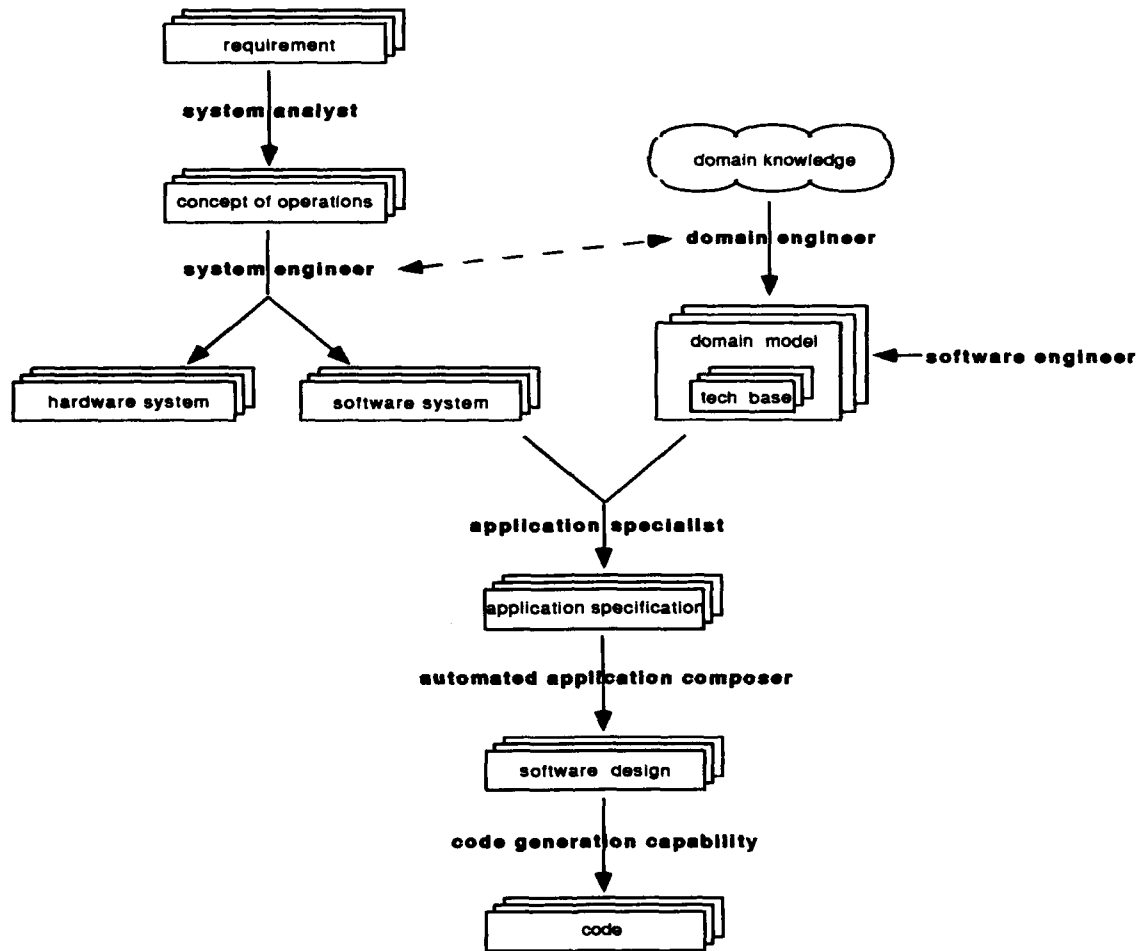 requirement
system analyst
domain knowledge
concept of operations
domain engineer
system engineer
domain model
software engineer
tech base
hardware system
software system
application specialist
application specification
automated application composer
software design
code generation capability
code